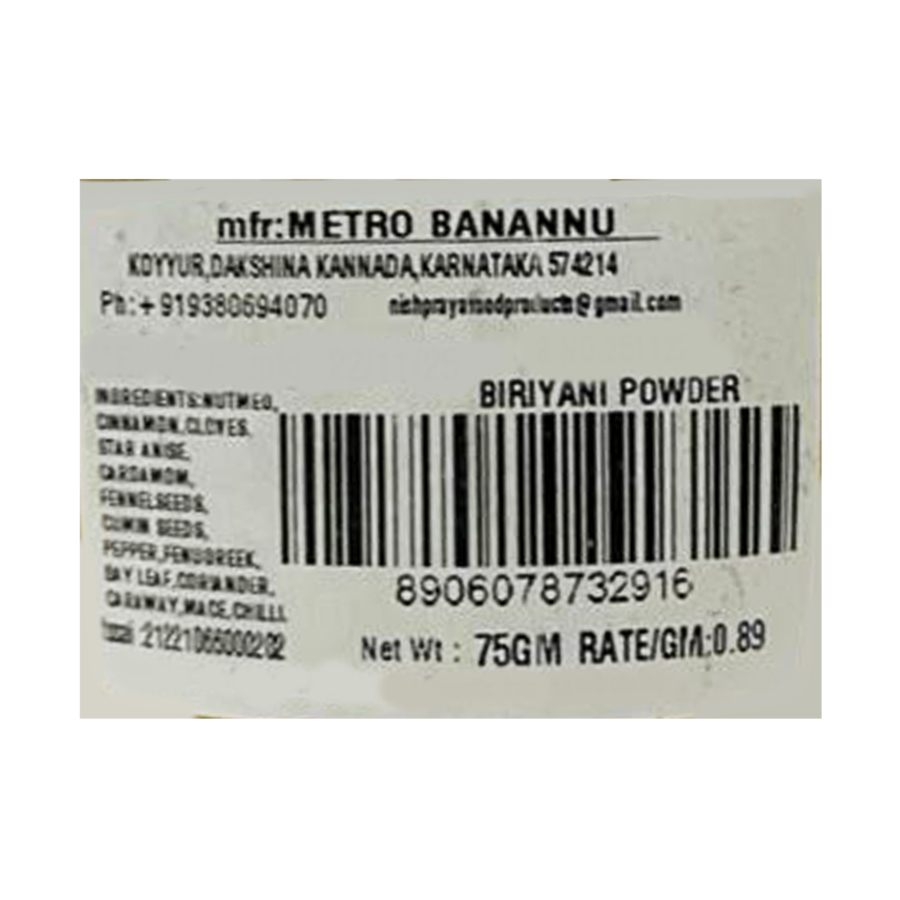 mfr:METRO BANANNU
KOYYUR,DAKSHINA KANNADA,KARNATAKA 574214
Ph:+919380694070
BIRIYANI POWDER
INGREDIENTS:NUTMEG,
CINNAMON,CLOVES,
STAR ANISE,
CARDAMOM,
FENNELSEEDS,
CUMIN SEEDS,
PEPPER,FENUGREEK,
BAY LEAF,CORIANDER,
CARAWAY,MACE,CHILLI,
8906078732916
Net Wt : 75GM RATE/GM:0.89